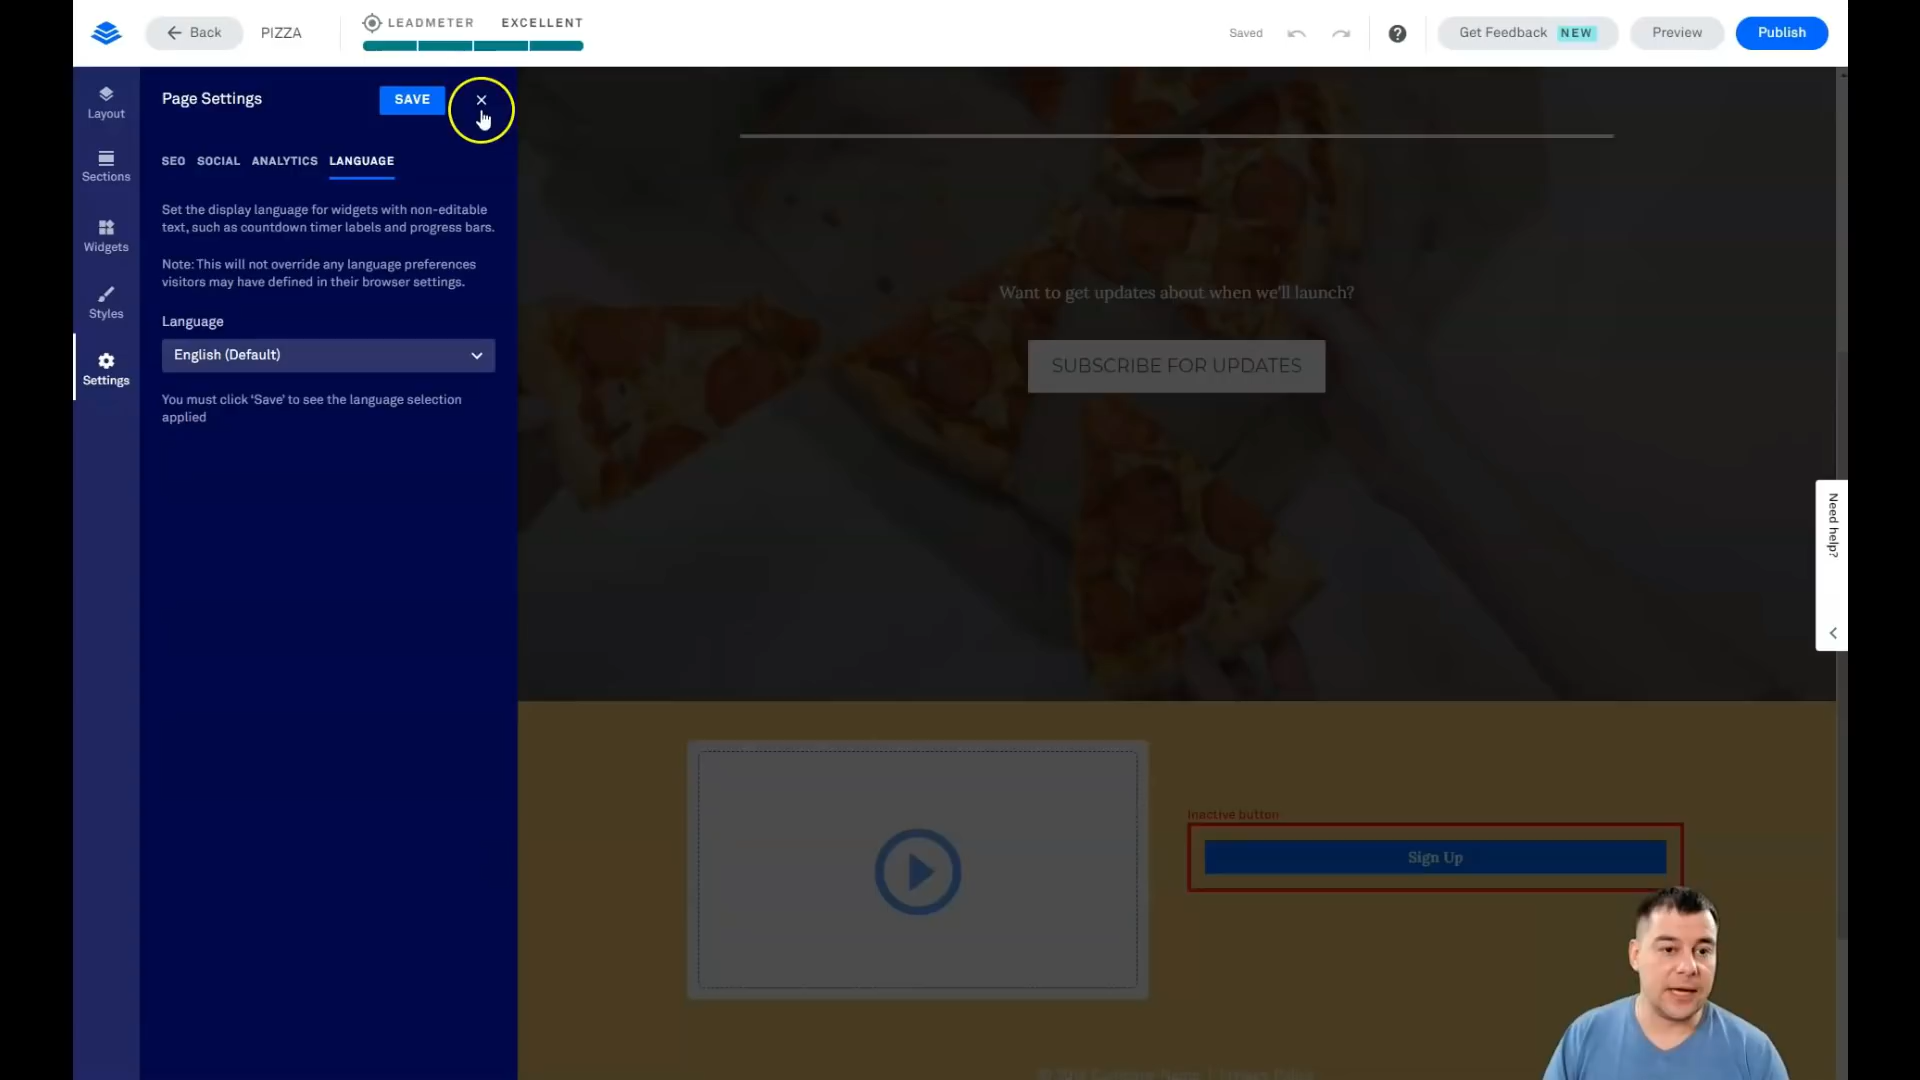 Back
PIZZA
LEADMETER
EXCELLENT
Saved
Get Feedback NEW
Preview
Publish
Layout
Sections
Widgets
Styles
Settings
Page Settings
SAVE
SEO
SOCIAL
ANALYTICS
LANGUAGE
Set the display language for widgets with non-editable
text, such as countdown timer labels and progress bars.
Note: This will not override any language preferences
visitors may have defined in their browser settings.
Language
English (Default)
You must click 'Save' to see the language selection
applied
Want to get updates about when we'll launch?
SUBSCRIBE FOR UPDATES
Need help?
Inactive button
Sign Up